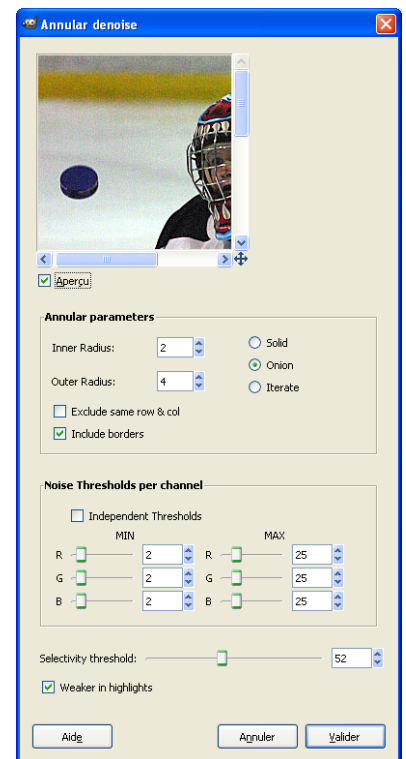 Annular denoise
Aperçu
Annular parameters
Inner Radius: 2 Solid
Onion
Outer Radius: 4 Iterate
Exclude same row & col
Include borders
Noise Thresholds per channel
Independent Thresholds
MIN MAX
R 2 R 25
G 2 G 25
B 2 B 25
Selectivity threshold: 52
Weaker in highlights
Aide Annuler Valider